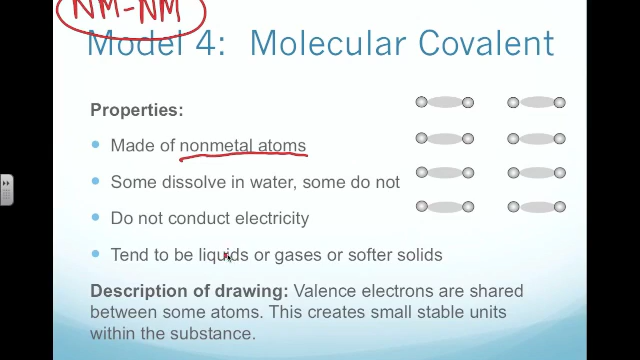 NM-NM
Model 4: Molecular Covalent
Properties:
• Made of nonmetal atoms
• Some dissolve in water, some do not
• Do not conduct electricity
• Tend to be liquids or gases or softer solids
Description of drawing: Valence electrons are shared
between some atoms. This creates small stable units
within the substance.